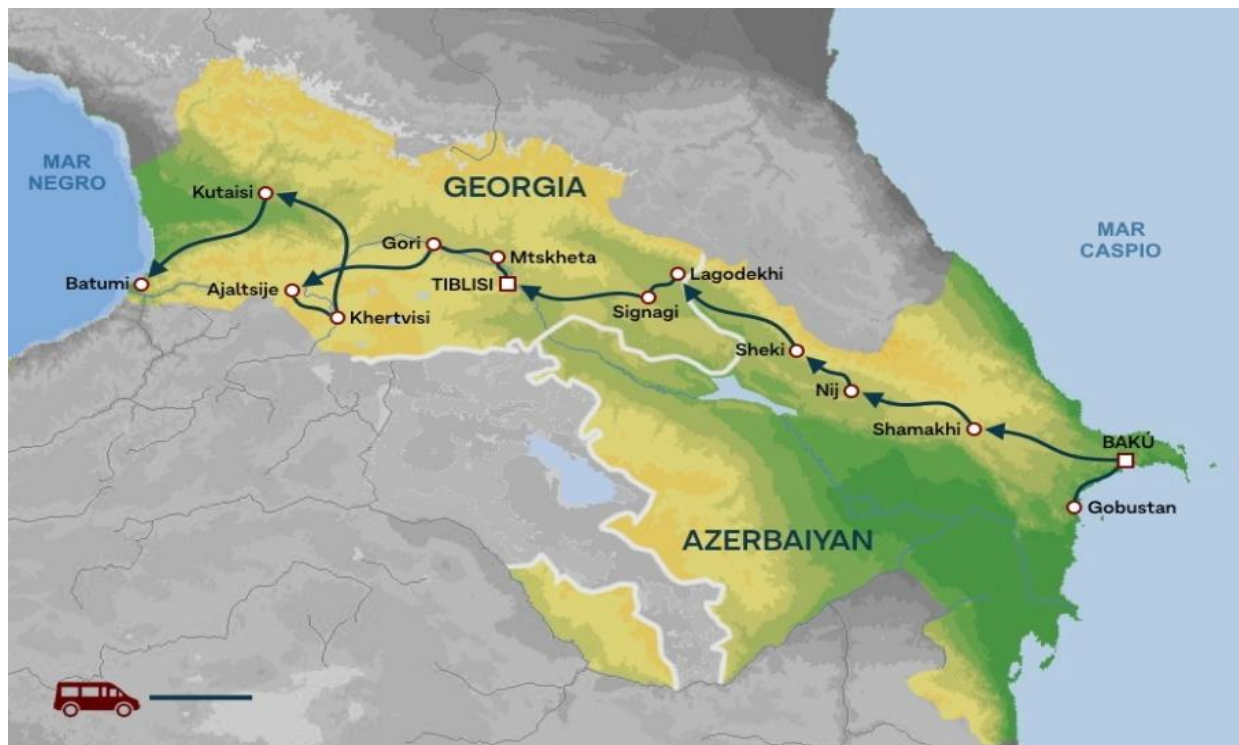 MAR
NEGRO
Kutaisi
GEORGIA
MAR
CASPIO
Gori
Mtskheta
Batumi
Ajaltsije
TIBLISI
Lagodekhi
Signagi
Khertvisi
Sheki
Nij
Shamakhi
BAKÚ
Gobustan
AZERBAIYAN